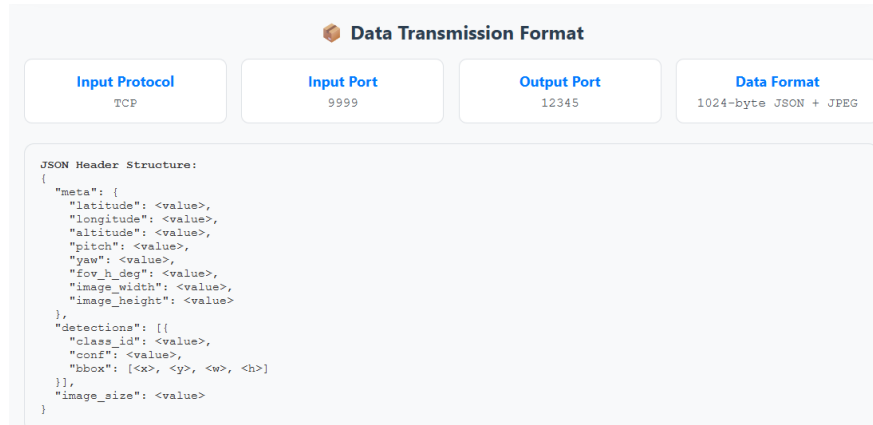 📦 Data Transmission Format
Input Protocol
TCP
Input Port
9999
Output Port
12345
Data Format
1024-byte JSON + JPEG
JSON Header Structure:
{
  "meta": {
    "latitude": <value>,
    "longitude": <value>,
    "altitude": <value>,
    "pitch": <value>,
    "yaw": <value>,
    "fov_h_deg": <value>,
    "image_width": <value>,
    "image_height": <value>
  },
  "detections": [{
    "class_id": <value>,
    "conf": <value>,
    "bbox": [<x>, <y>, <w>, <h>]
  }],
  "image_size": <value>
}